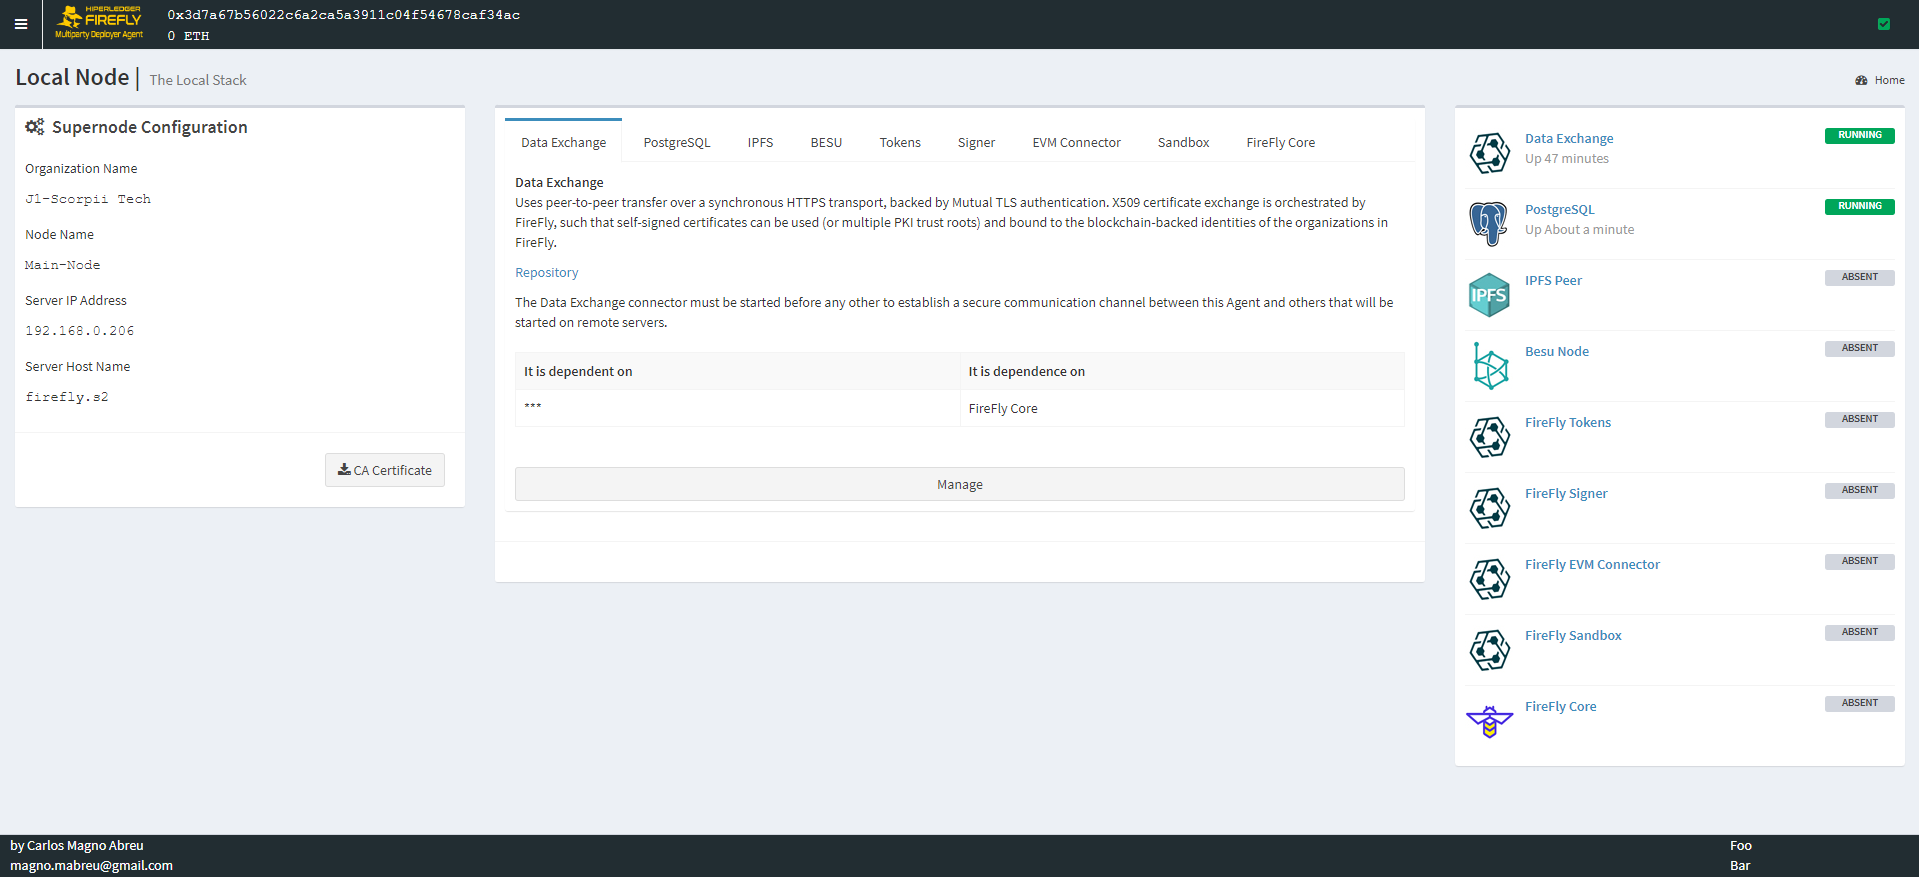 HIPERLEDGER
FIREFLY
Multiparty Deployer Agent
0x3d7a67b56022c6a2ca5a3911c04f54678caf34ac
0 ETH
Local Node | The Local Stack
Home
Supernode Configuration
Organization Name
J1-Scorpii Tech
Node Name
Main-Node
Server IP Address
192.168.0.206
Server Host Name
firefly.s2
CA Certificate
Data Exchange PostgreSQL IPFS BESU Tokens Signer EVM Connector Sandbox FireFly Core
Data Exchange
Uses peer-to-peer transfer over a synchronous HTTPS transport, backed by Mutual TLS authentication. X509 certificate exchange is orchestrated by
FireFly, such that self-signed certificates can be used (or multiple PKI trust roots) and bound to the blockchain-backed identities of the organizations in
FireFly.
Repository
The Data Exchange connector must be started before any other to establish a secure communication channel between this Agent and others that will be
started on remote servers.
It is dependent on It is dependence on
*** FireFly Core
Manage
Data Exchange RUNNING
Up 47 minutes
PostgreSQL RUNNING
Up About a minute
IPFS
IPFS Peer ABSENT
Besu Node ABSENT
FireFly Tokens ABSENT
FireFly Signer ABSENT
FireFly EVM Connector ABSENT
FireFly Sandbox ABSENT
FireFly Core ABSENT
by Carlos Magno Abreu
magno.mabreu@gmail.com
Foo
Bar